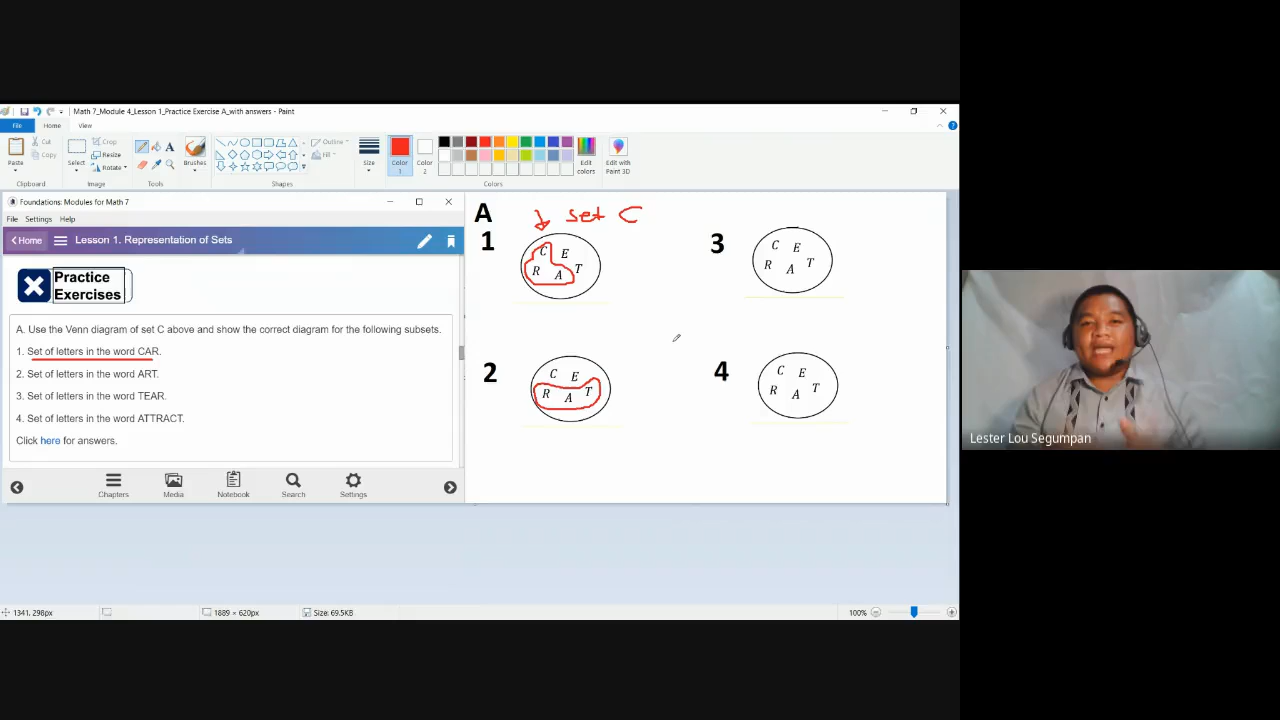 Math 7_Module 4_Lesson 1_Practice Exercise A_with answers - Paint
File Home View
Paste Cut Copy Clipboard
Select Crop Resize Rotate Image
Tools
Brushes
Outline Fill Shapes
Size
Color 1
Color 2
Edit colors
Colors
Edit with Paint 3D
Foundations: Modules for Math 7
File Settings Help
Home Lesson 1. Representation of Sets
Practice
Exercises
A. Use the Venn diagram of set C above and show the correct diagram for the following subsets.
1. Set of letters in the word CAR.
2. Set of letters in the word ART.
3. Set of letters in the word TEAR.
4. Set of letters in the word ATTRACT.
Click here for answers.
Chapters Media Notebook Search Settings
A set C
1
C E
R A T
2
C E
R A T
3
C E
R A T
4
C E
R A T
Lester Lou Segumpan
1341, 298px 1889 × 620px Size: 69.5KB 100%